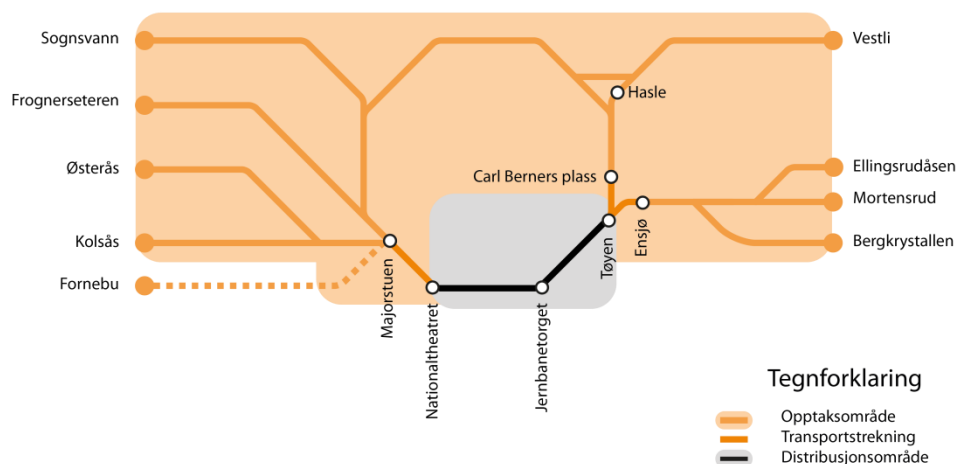 Sognsvann
Vestli
Frognerseteren
Hasle
Østerås
Carl Berners plass
Ellingsrudåsen
Mortensrud
Kolsås
Bergkrystallen
Fornebu
Majorstuen
Nationaltheatret
Jernbanetorget
Tøyen
Ensjø
Tegnforklaring
Opptaksområde
Transportstrekning
Distribusjonsområde